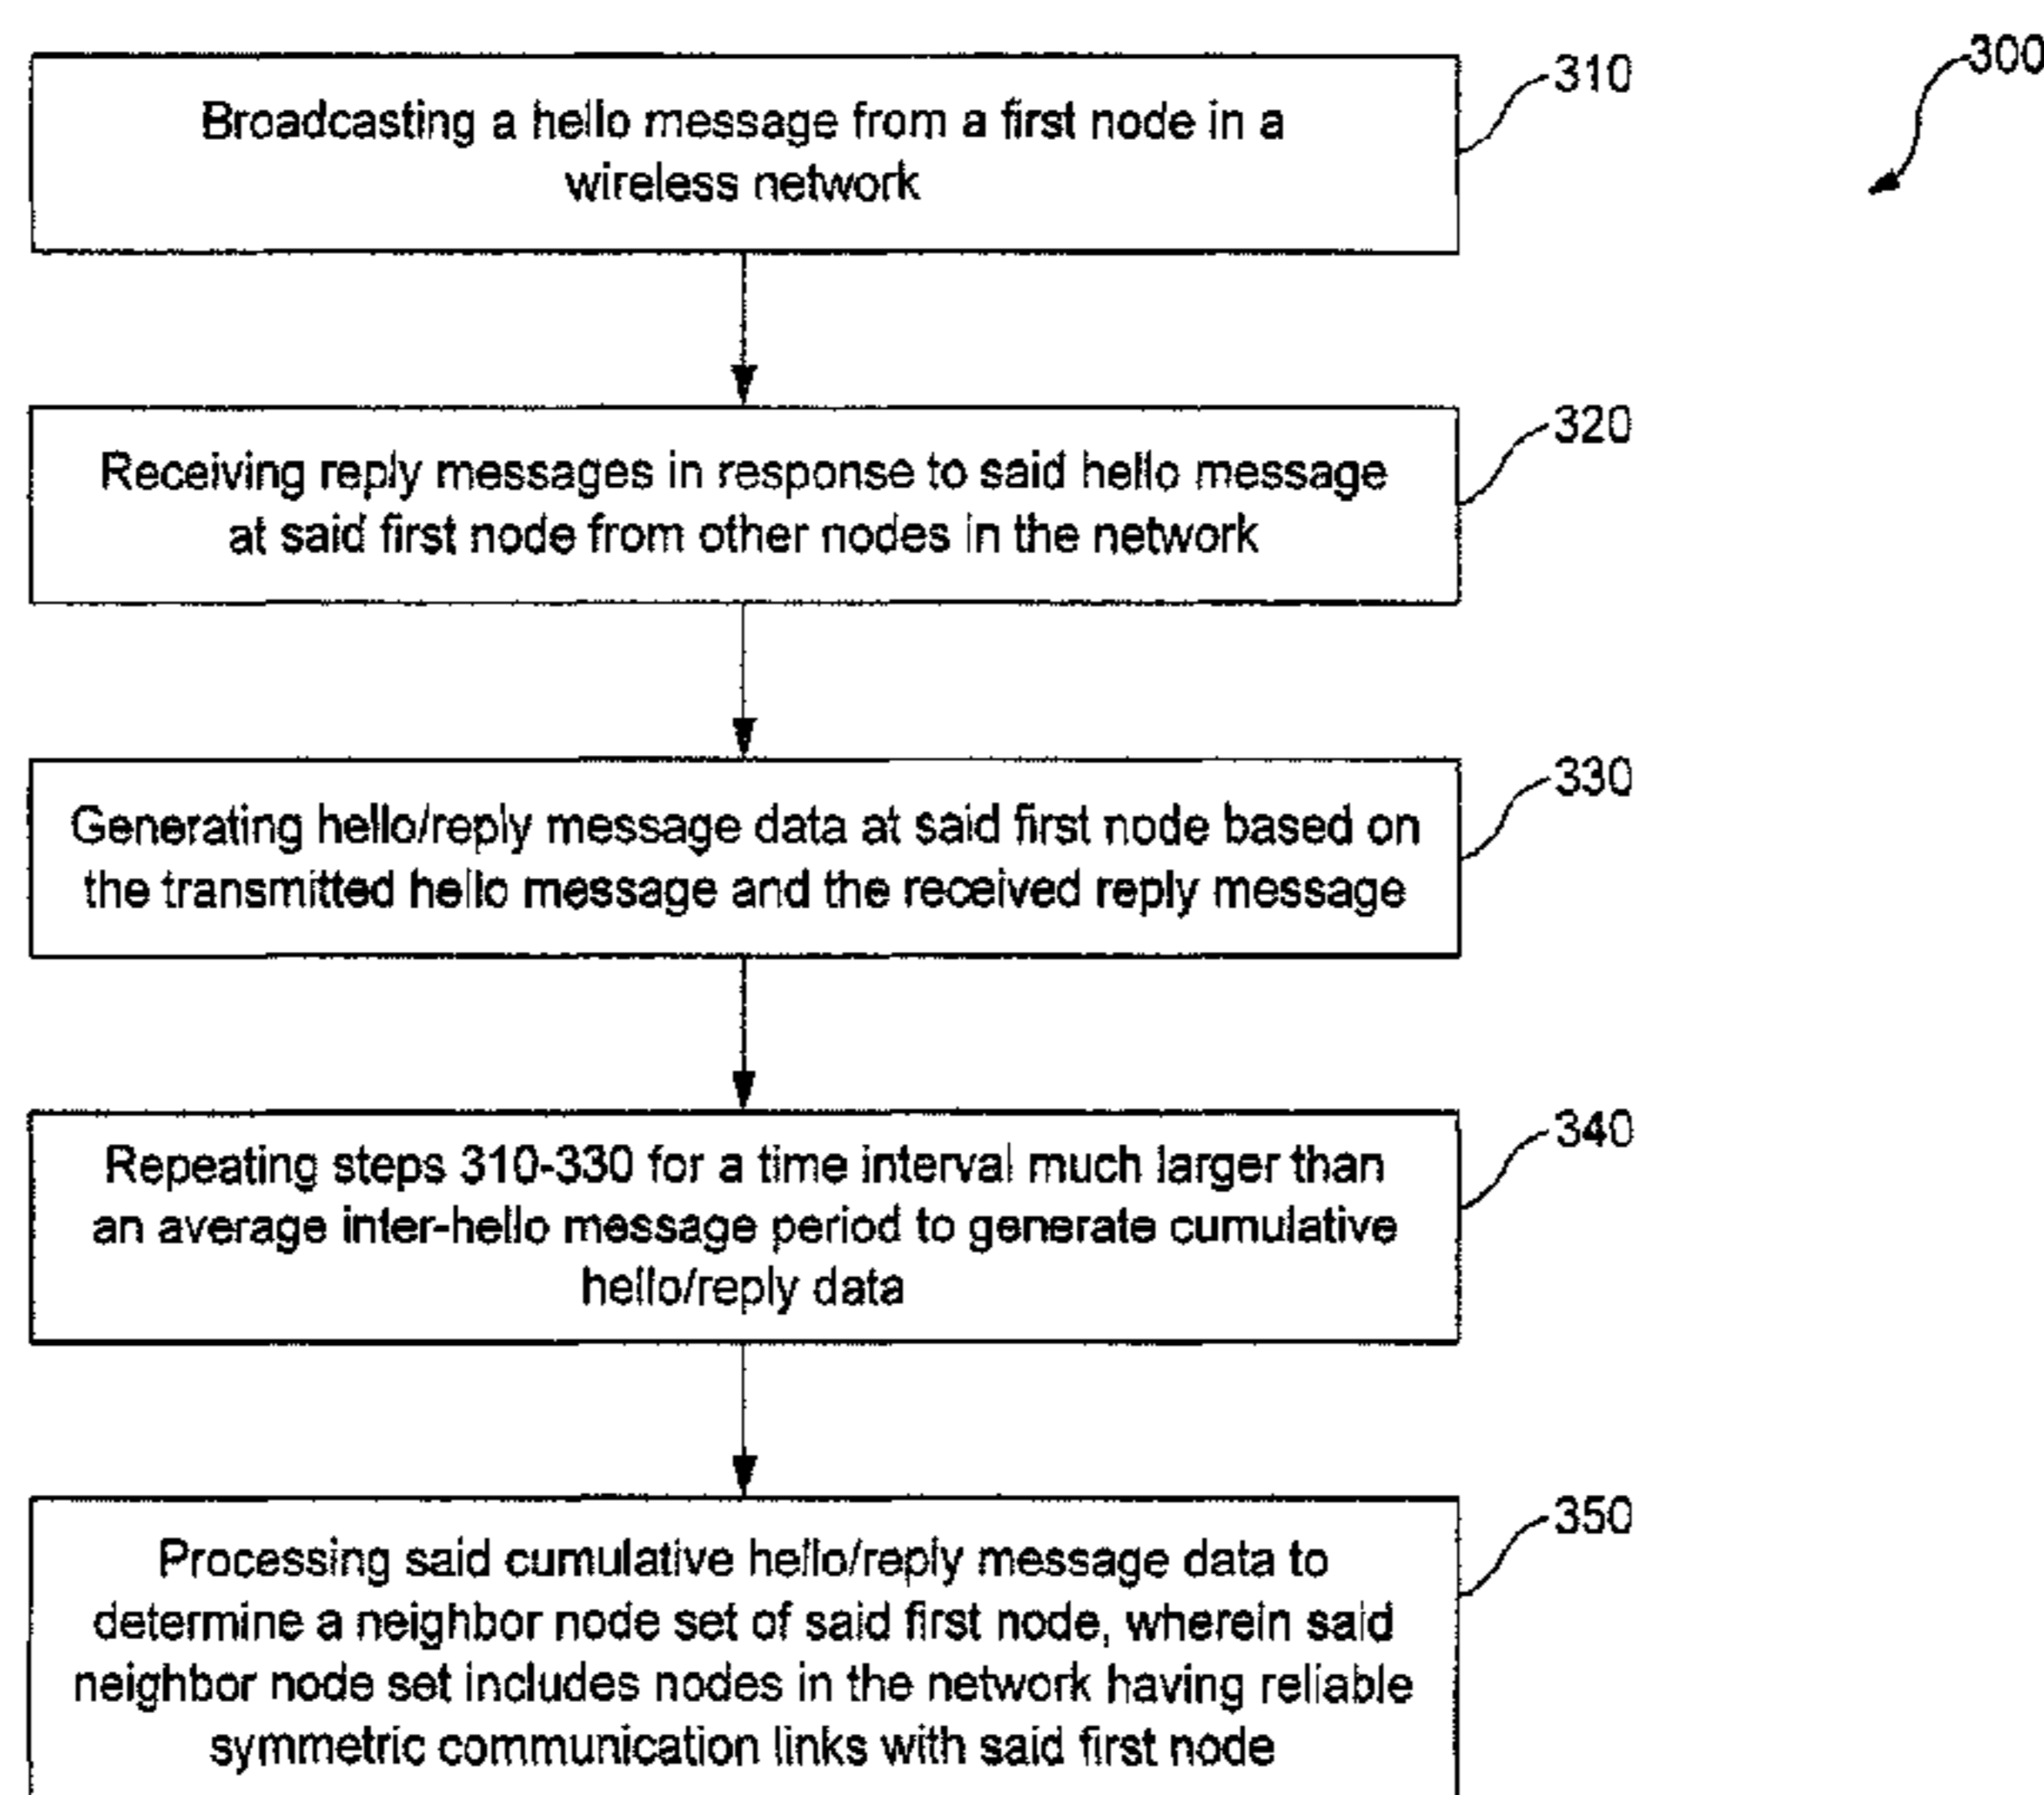 300
310
Broadcasting a hello message from a first node in a
wireless network
320
Receiving reply messages in response to said hello message
at said first node from other nodes in the network
330
Generating hello/reply message data at said first node based on
the transmitted hello message and the received reply message
340
Repeating steps 310-330 for a time interval much larger than
an average inter-hello message period to generate cumulative
hello/reply data
350
Processing said cumulative hello/reply message data to
determine a neighbor node set of said first node, wherein said
neighbor node set includes nodes in the network having reliable
symmetric communication links with said first node